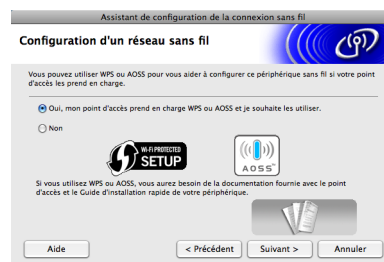 Assistant de configuration de la connexion sans fil
Configuration d'un réseau sans fil
Vous pouvez utiliser WPS ou AOSS pour vous aider à configurer ce périphérique sans fil si votre point
d'accès les prend en charge.
Oui, mon point d'accès prend en charge WPS ou AOSS et je souhaite les utiliser.
Non
Wi-Fi PROTECTED
SETUP
AOSS™
Si vous utilisez WPS ou AOSS, vous aurez besoin de la documentation fournie avec le point
d'accès et le Guide d'installation rapide de votre périphérique.
Aide
< Précédent
Suivant >
Annuler